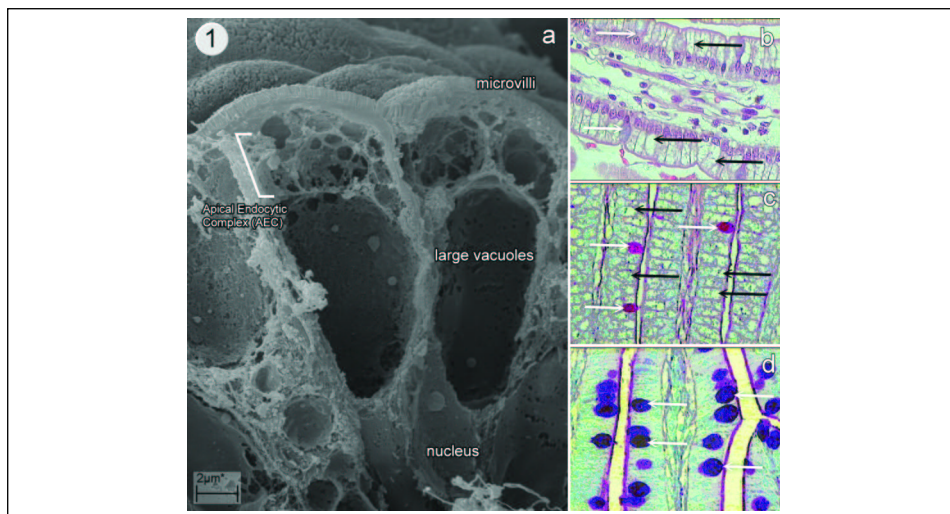 1
a
microvilli
Apical Endocytic
Complex (AEC)
large vacuoles
nucleus
2µm*
b
c
d